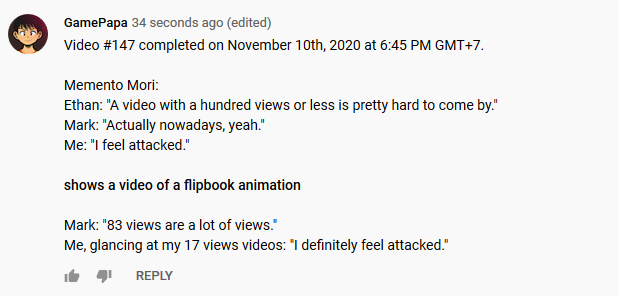 GamePapa 34 seconds ago (edited)
Video #147 completed on November 10th, 2020 at 6:45 PM GMT+7.
Memento Mori:
Ethan: "A video with a hundred views or less is pretty hard to come by."
Mark: "Actually nowadays, yeah."
Me: "I feel attacked."
shows a video of a flipbook animation
Mark: "83 views are a lot of views."
Me, glancing at my 17 views videos: "I definitely feel attacked."
REPLY